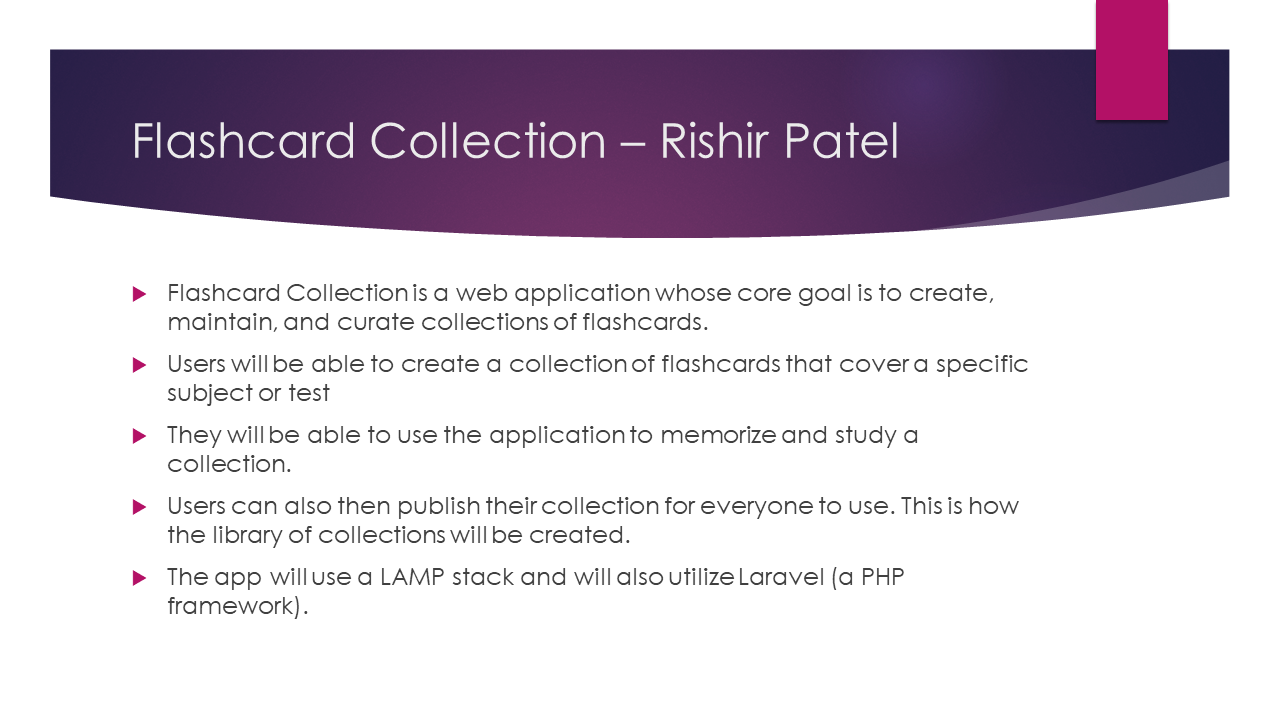 Flashcard Collection – Rishir Patel
Flashcard Collection is a web application whose core goal is to create,
maintain, and curate collections of flashcards.
Users will be able to create a collection of flashcards that cover a specific
subject or test
They will be able to use the application to memorize and study a
collection.
Users can also then publish their collection for everyone to use. This is how
the library of collections will be created.
The app will use a LAMP stack and will also utilize Laravel (a PHP
framework).